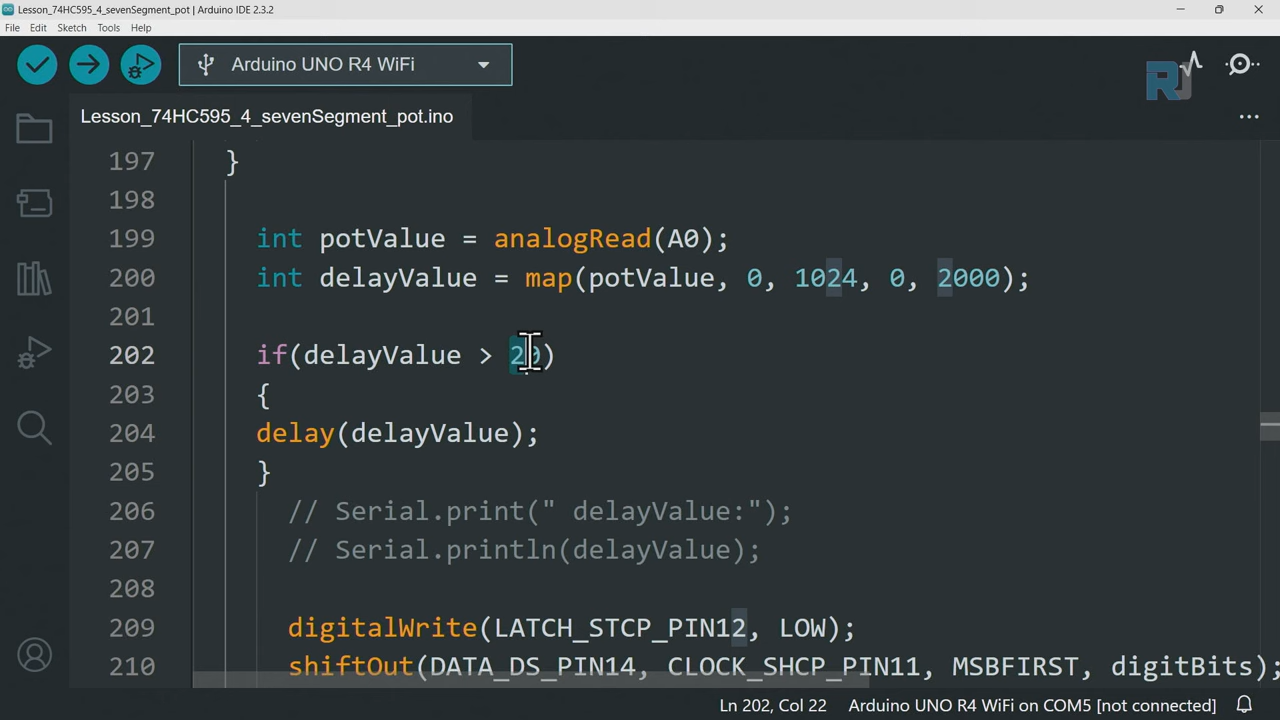 Lesson_74HC595_4_sevenSegment_pot | Arduino IDE 2.3.2
File Edit Sketch Tools Help
Arduino UNO R4 WiFi
RJ
Lesson_74HC595_4_sevenSegment_pot.ino
197 }
198
199 int potValue = analogRead(A0);
200 int delayValue = map(potValue, 0, 1024, 0, 2000);
201
202 if(delayValue > 20)
203 {
204 delay(delayValue);
205 }
206 // Serial.print(" delayValue:");
207 // Serial.println(delayValue);
208
209 digitalWrite(LATCH_STCP_PIN12, LOW);
210 shiftOut(DATA_DS_PIN14, CLOCK_SHCP_PIN11, MSBFIRST, digitBits);
Ln 202, Col 22 Arduino UNO R4 WiFi on COM5 [not connected]